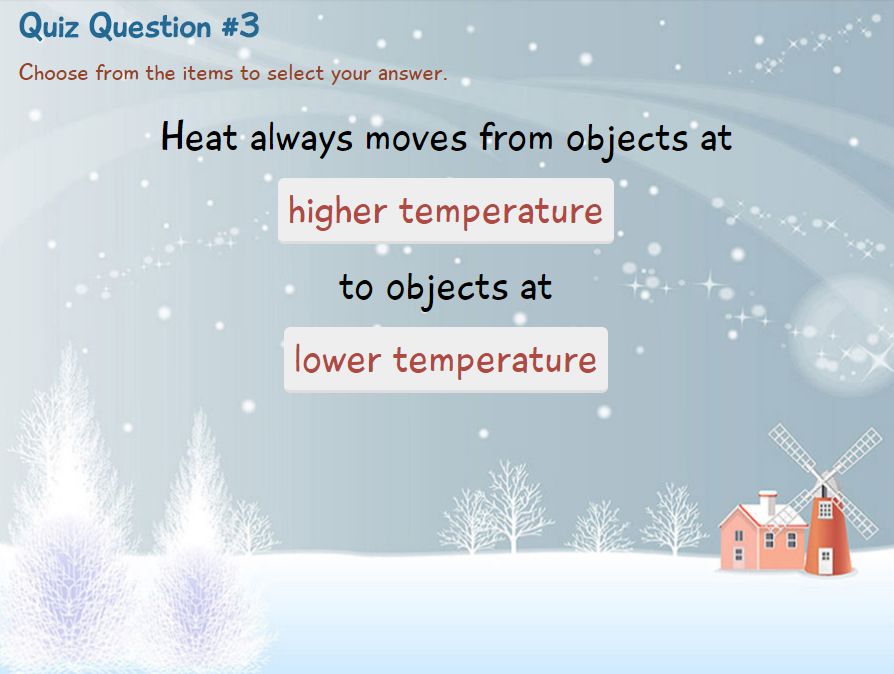 Quiz Question #3
Choose from the items to select your answer.
Heat always moves from objects at
higher temperature
to objects at
lower temperature